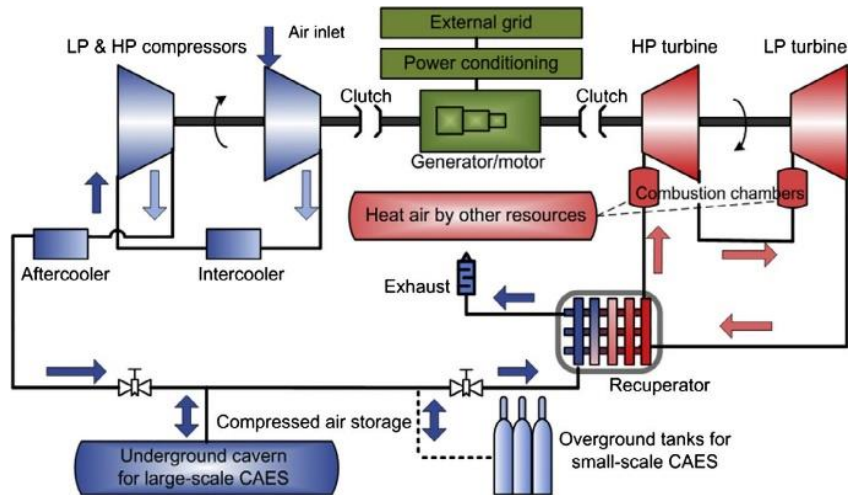 External grid
LP & HP compressors
Air inlet
HP turbine
LP turbine
Power conditioning
Clutch
Clutch
Generator/motor
Combustion chambers
Heat air by other resources
Aftercooler
Intercooler
Exhaust
Recuperator
Compressed air storage
Underground cavern
for large-scale CAES
Overground tanks for
small-scale CAES